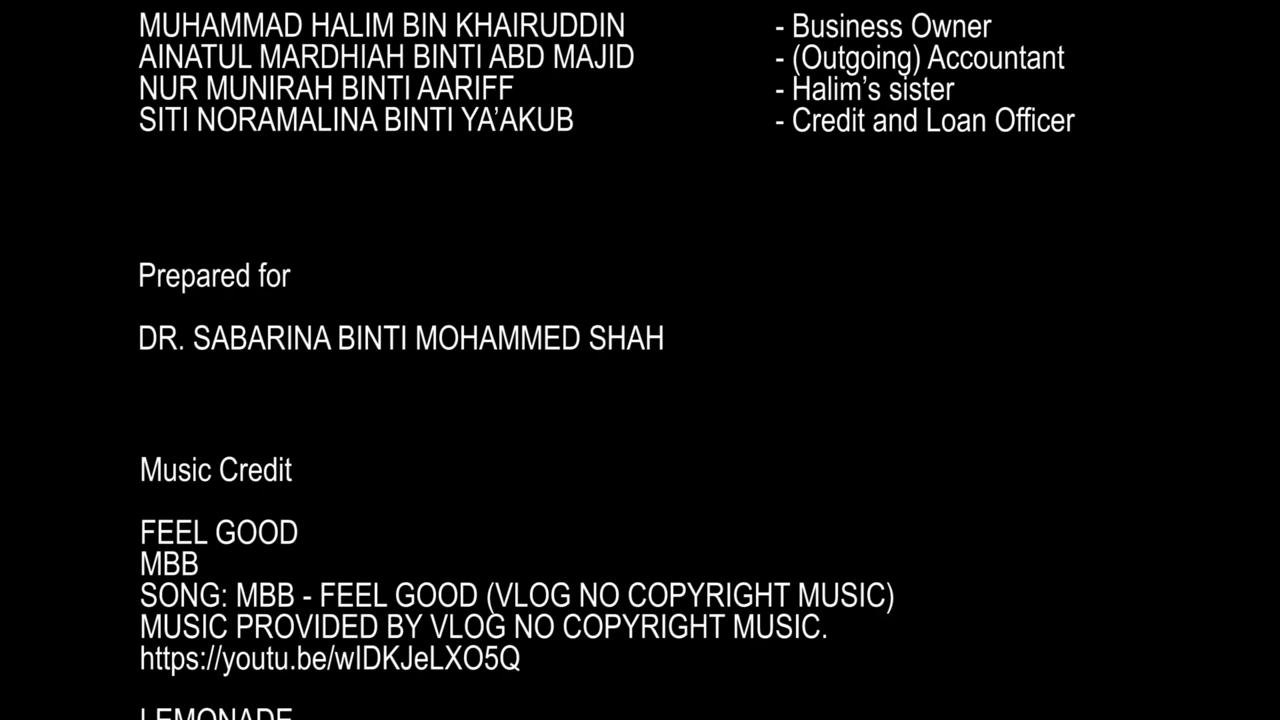 MUHAMMAD HALIM BIN KHAIRUDDIN - Business Owner
AINATUL MARDHIAH BINTI ABD MAJID - (Outgoing) Accountant
NUR MUNIRAH BINTI AARIFF - Halim’s sister
SITI NORAMALINA BINTI YA’AKUB - Credit and Loan Officer
Prepared for
DR. SABARINA BINTI MOHAMMED SHAH
Music Credit
FEEL GOOD
MBB
SONG: MBB - FEEL GOOD (VLOG NO COPYRIGHT MUSIC)
MUSIC PROVIDED BY VLOG NO COPYRIGHT MUSIC.
https://youtu.be/wIDKJeLXO5Q
LEMONADE